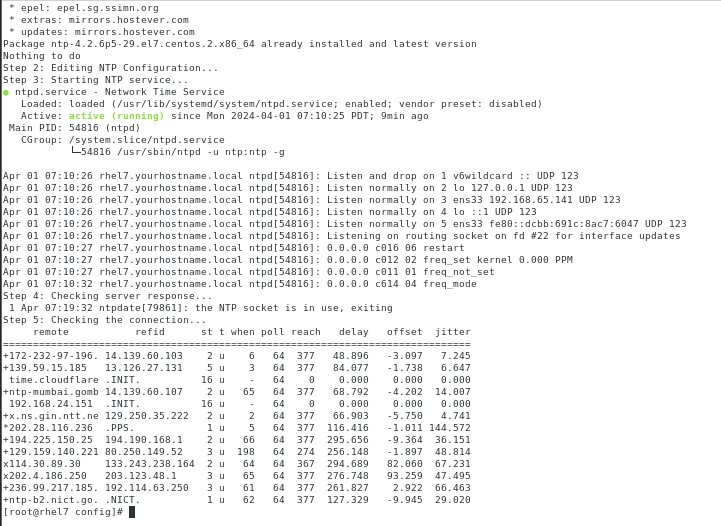 * epel: epel.sg.ssimn.org
 * extras: mirrors.hostever.com
 * updates: mirrors.hostever.com
Package ntp-4.2.6p5-29.el7.centos.2.x86_64 already installed and latest version
Nothing to do
Step 2: Editing NTP Configuration...
Step 3: Starting NTP service...
● ntpd.service - Network Time Service
   Loaded: loaded (/usr/lib/systemd/system/ntpd.service; enabled; vendor preset: disabled)
   Active: active (running) since Mon 2024-04-01 07:10:25 PDT; 9min ago
 Main PID: 54816 (ntpd)
   CGroup: /system.slice/ntpd.service
           └─54816 /usr/sbin/ntpd -u ntp:ntp -g
Apr 01 07:10:26 rhel7.yourhostname.local ntpd[54816]: Listen and drop on 1 v6wildcard :: UDP 123
Apr 01 07:10:26 rhel7.yourhostname.local ntpd[54816]: Listen normally on 2 lo 127.0.0.1 UDP 123
Apr 01 07:10:26 rhel7.yourhostname.local ntpd[54816]: Listen normally on 3 ens33 192.168.65.141 UDP 123
Apr 01 07:10:26 rhel7.yourhostname.local ntpd[54816]: Listen normally on 4 lo ::1 UDP 123
Apr 01 07:10:26 rhel7.yourhostname.local ntpd[54816]: Listen normally on 5 ens33 fe80::dcbb:691c:8ac7:6047 UDP 123
Apr 01 07:10:26 rhel7.yourhostname.local ntpd[54816]: Listening on routing socket on fd #22 for interface updates
Apr 01 07:10:27 rhel7.yourhostname.local ntpd[54816]: 0.0.0.0 c016 06 restart
Apr 01 07:10:27 rhel7.yourhostname.local ntpd[54816]: 0.0.0.0 c012 02 freq_set kernel 0.000 PPM
Apr 01 07:10:27 rhel7.yourhostname.local ntpd[54816]: 0.0.0.0 c011 01 freq_not_set
Apr 01 07:10:32 rhel7.yourhostname.local ntpd[54816]: 0.0.0.0 c614 04 freq_mode
Step 4: Checking server response...
 1 Apr 07:19:32 ntpdate[79861]: the NTP socket is in use, exiting
Step 5: Checking the connection...
     remote           refid      st t when poll reach   delay   offset  jitter
==============================================================================
+172-232-97-196. 14.139.60.103    2 u    6   64  377   48.896   -3.097   7.245
+139.59.15.185   13.126.27.131    5 u    3   64  377   84.077   -1.738   6.647
 time.cloudflare .INIT.          16 u    -   64    0    0.000    0.000   0.000
+ntp-mumbai.gomb 14.139.60.107    2 u   65   64  377   68.792   -4.202  14.007
 192.168.24.151  .INIT.          16 u    -   64    0    0.000    0.000   0.000
+x.ns.gin.ntt.ne 129.250.35.222   2 u    2   64  377   66.903   -5.750   4.741
*202.28.116.236  .PPS.            1 u    5   64  377  116.416   -1.011 144.572
+194.225.150.25  194.190.168.1    2 u   66   64  377  295.656   -9.364  36.151
+129.159.140.221 80.250.149.52    3 u  198   64  274  256.148   -1.897  48.814
x114.30.89.30    133.243.238.164  2 u   64   64  367  294.689   82.060  67.231
x202.4.186.250   203.123.48.1     3 u   65   64  377  276.748   93.259  47.495
+236.99.217.185. 192.114.63.250   3 u   61   64  377  261.827    2.922  66.463
+ntp-b2.nict.go. .NICT.           1 u   62   64  377  127.329   -9.945  29.020
[root@rhel7 config]#